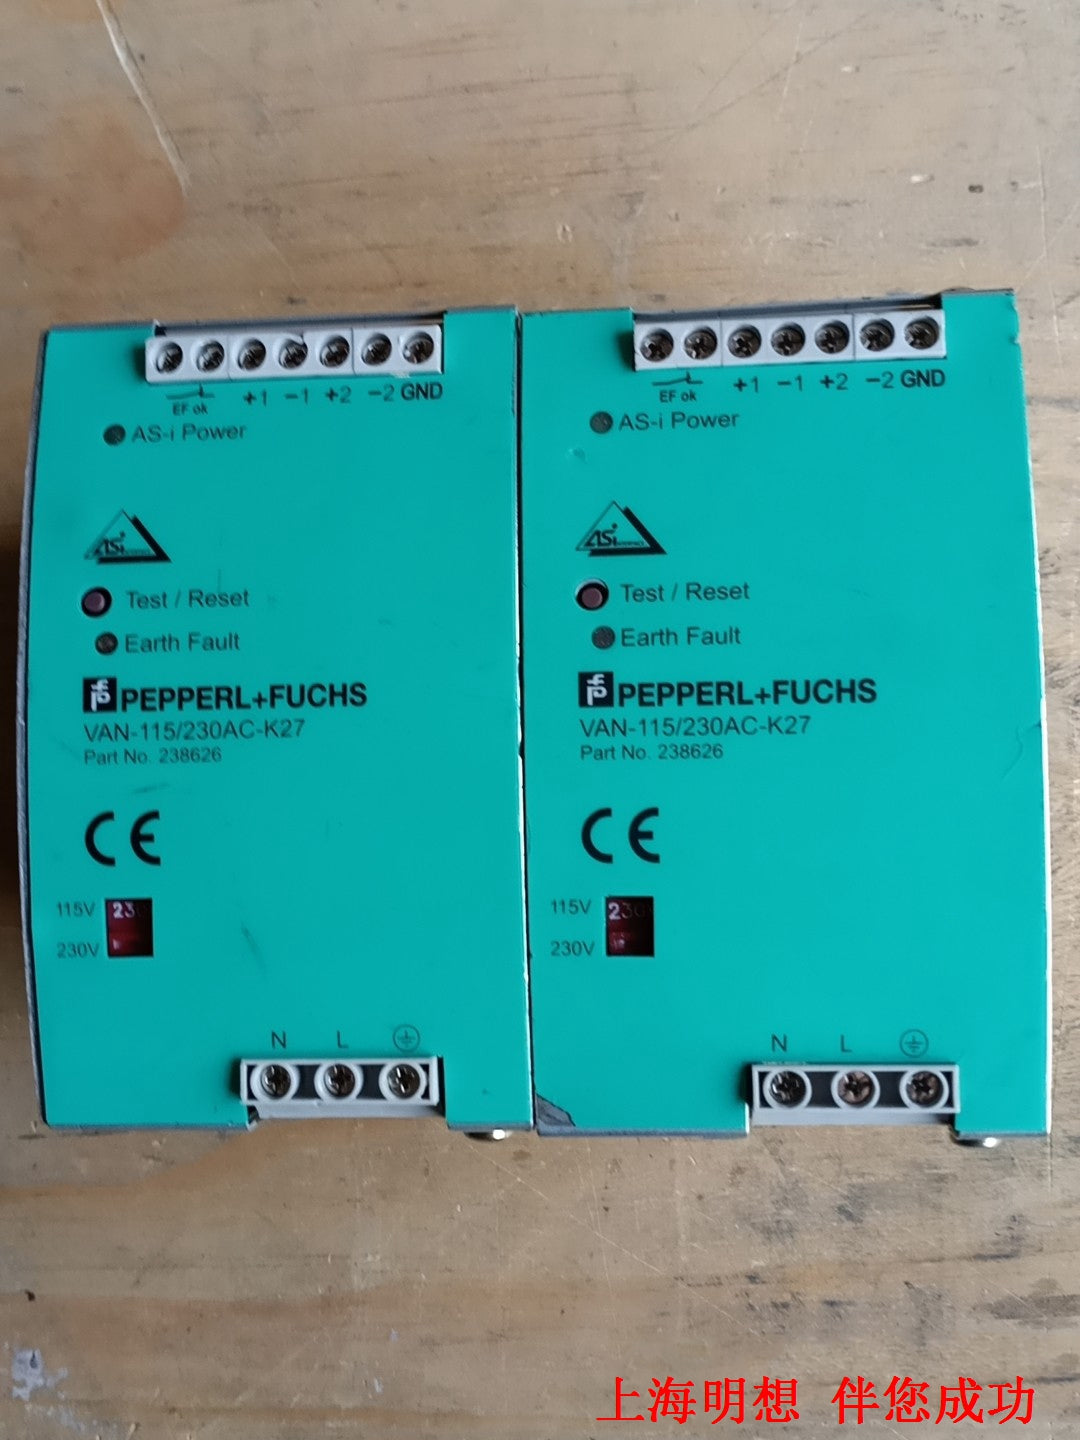 EF ok
+1 −1 +2 −2 GND
AS-i Power
ASi
Test / Reset
Earth Fault
PEPPERL+FUCHS
VAN-115/230AC-K27
Part No. 238626
CE
115V
230V
23
N L
EF ok
+1 −1 +2 −2 GND
AS-i Power
ASi
Test / Reset
Earth Fault
PEPPERL+FUCHS
VAN-115/230AC-K27
Part No. 238626
CE
115V
230V
230
N L
上海明想 伴您成功